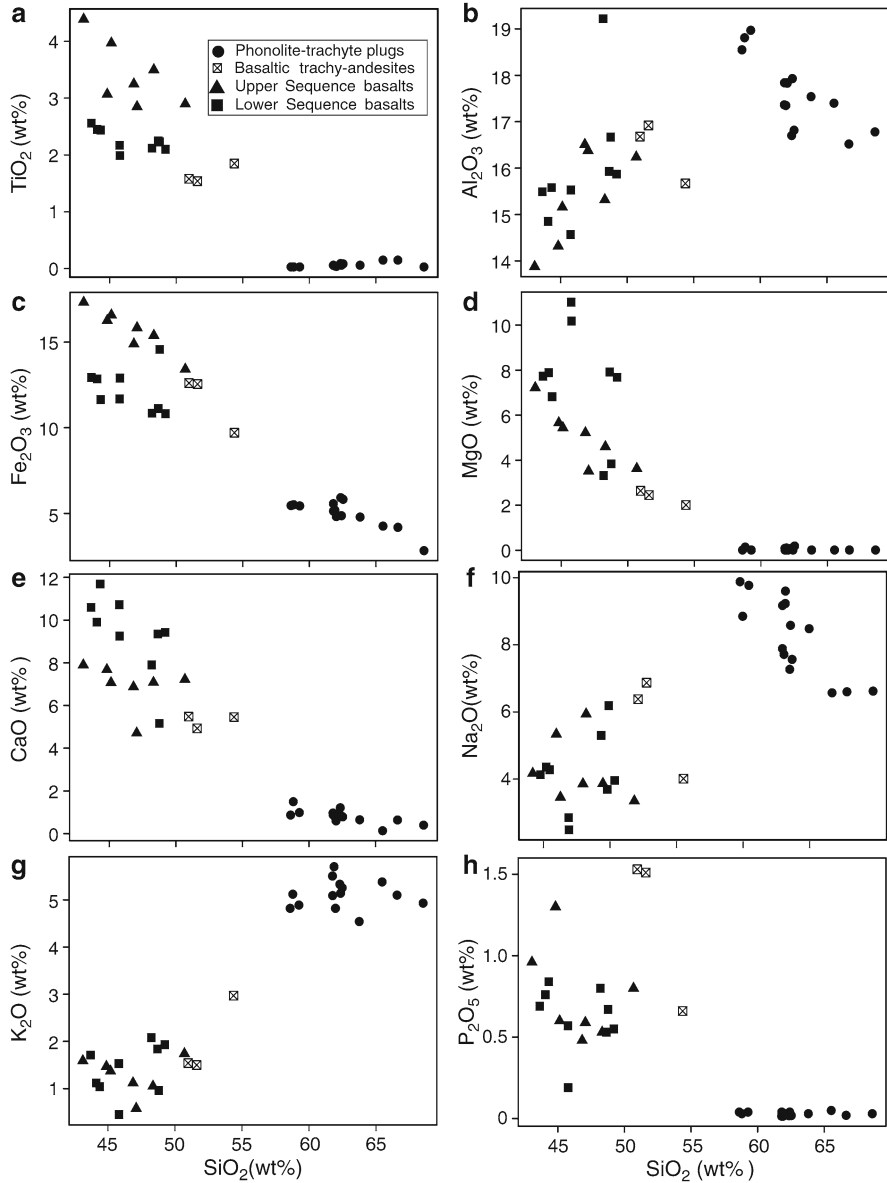 a
TiO2 (wt%)
4
3
2
1
0
45
50
60
65
Phonolite-trachyte plugs
Basaltic trachy-andesites
Upper Sequence basalts
Lower Sequence basalts
b
Al2O3 (wt%)
19
18
17
16
15
14
c
Fe2O3 (wt%)
15
10
5
d
MgO (wt%)
10
8
6
4
2
0
e
CaO (wt%)
12
10
8
6
4
2
0
f
Na2O(wt%)
10
8
6
4
g
K2O (wt%)
5
4
3
2
1
45
50
60
65
SiO2(wt%)
h
P2O5 (wt%)
1.5
1.0
0.5
0
45
50
60
65
SiO2 (wt%)